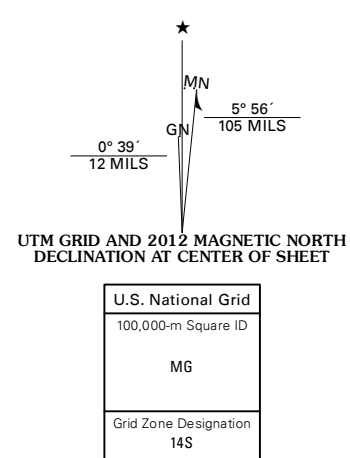 ★
MN
5° 56´
105 MILS
GN
0° 39´
12 MILS
UTM GRID AND 2012 MAGNETIC NORTH
DECLINATION AT CENTER OF SHEET
U.S. National Grid
100,000-m Square ID
MG
Grid Zone Designation
14S